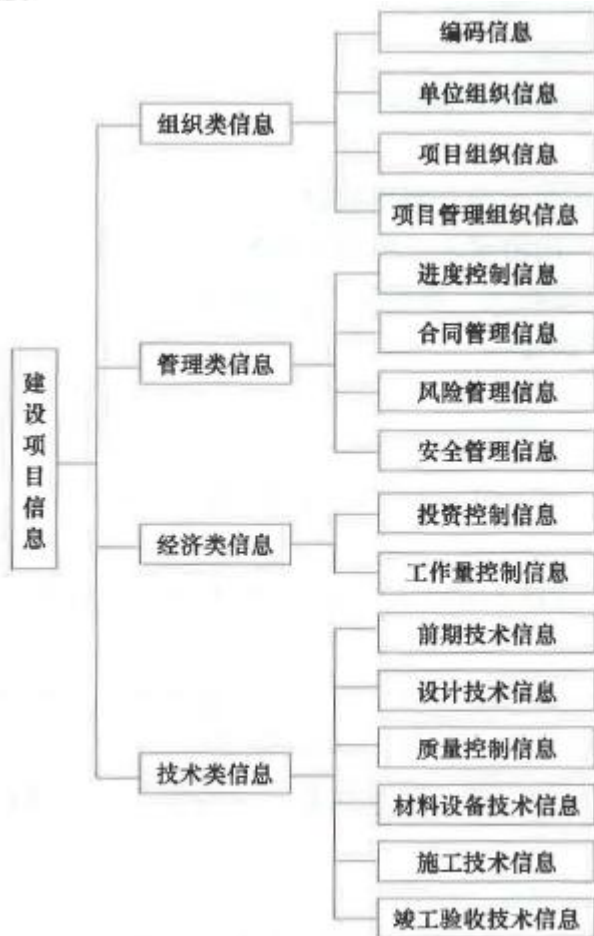 建设项目信息
组织类信息
编码信息
单位组织信息
项目组织信息
项目管理组织信息
管理类信息
进度控制信息
合同管理信息
风险管理信息
安全管理信息
经济类信息
投资控制信息
工作量控制信息
技术类信息
前期技术信息
设计技术信息
质量控制信息
材料设备技术信息
施工技术信息
竣工验收技术信息